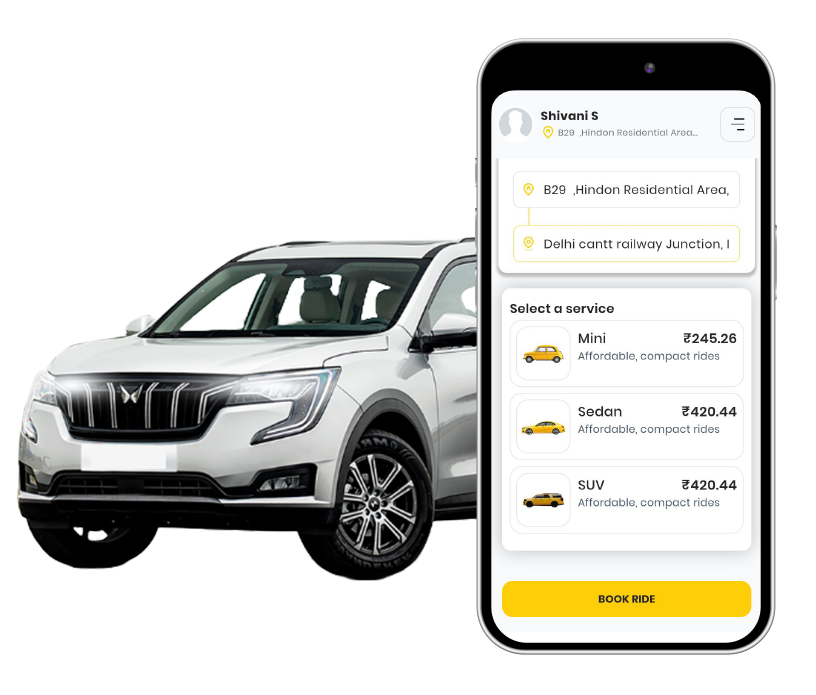 Shivani S
B29 ,Hindon Residential Area...
B29 ,Hindon Residential Area,
Delhi cantt railway Junction, I
Select a service
Mini ₹245.26
Affordable, compact rides
Sedan ₹420.44
Affordable, compact rides
SUV ₹420.44
Affordable, compact rides
BOOK RIDE